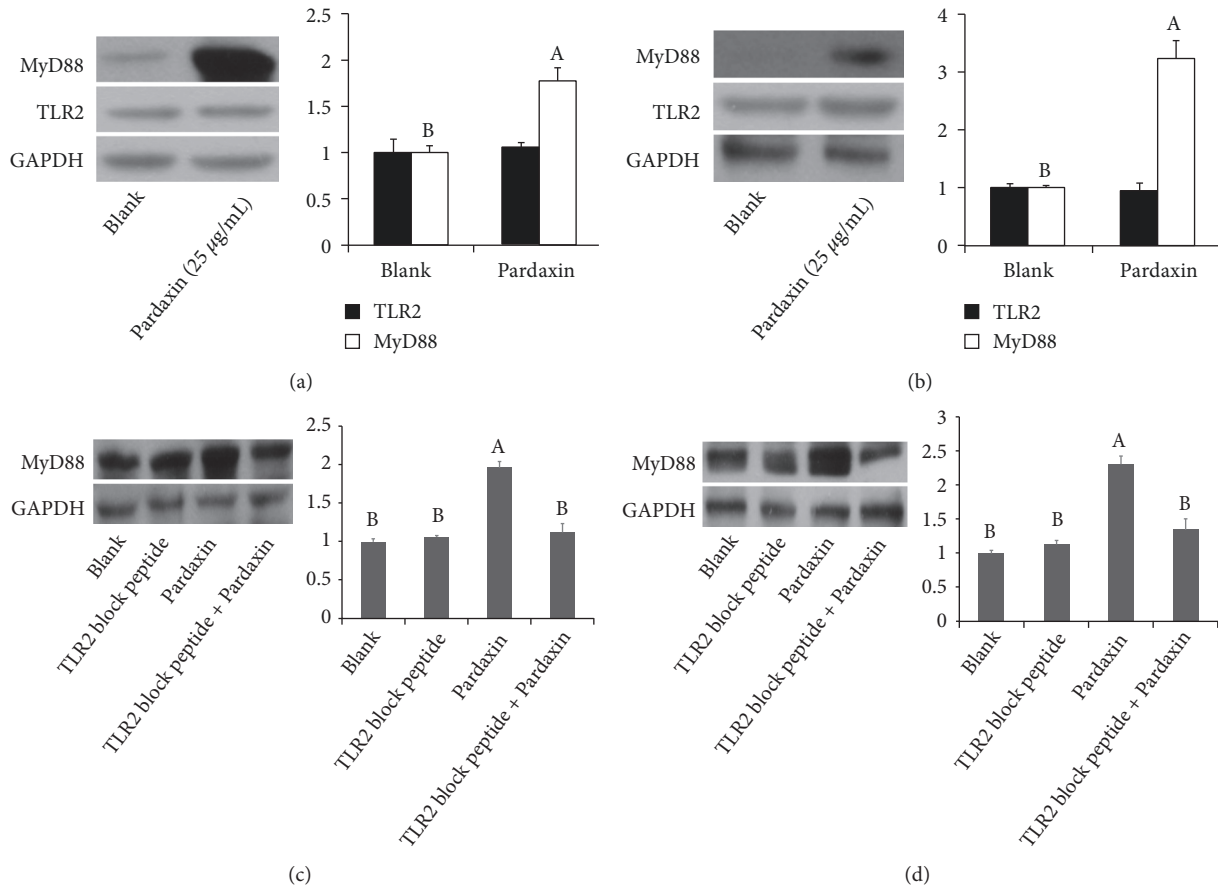 MyD88
TLR2
GAPDH
Blank
Pardaxin (25 μg/mL)
2.5
2
1.5
1
0.5
0
B
A
Blank
Pardaxin
TLR2
MyD88
(a)
MyD88
TLR2
GAPDH
Blank
Pardaxin (25 μg/mL)
4
3
2
1
0
B
A
Blank
Pardaxin
TLR2
MyD88
(b)
MyD88
GAPDH
Blank
TLR2 block peptide
Pardaxin
TLR2 block peptide + Pardaxin
2.5
2
1.5
1
0.5
0
B
B
A
B
Blank
TLR2 block peptide
Pardaxin
TLR2 block peptide + Pardaxin
(c)
MyD88
GAPDH
Blank
TLR2 block peptide
Pardaxin
TLR2 block peptide + Pardaxin
3
2.5
2
1.5
1
0.5
0
B
B
A
B
Blank
TLR2 block peptide
Pardaxin
TLR2 block peptide + Pardaxin
(d)